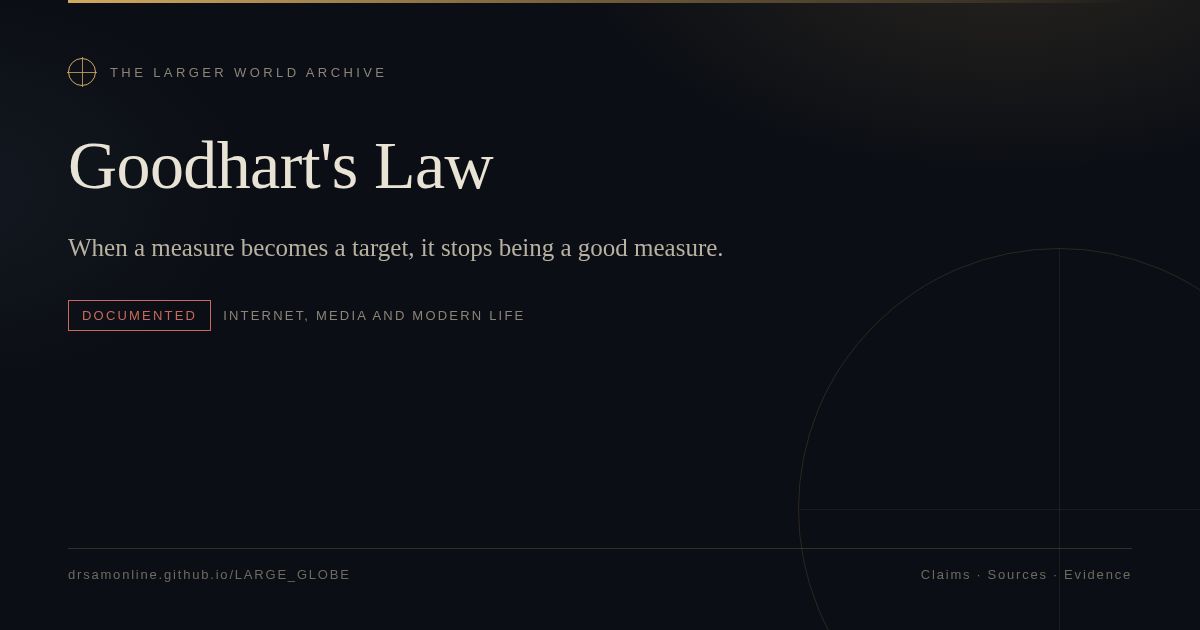 THE LARGER WORLD ARCHIVE
Goodhart's Law
When a measure becomes a target, it stops being a good measure.
DOCUMENTED INTERNET, MEDIA AND MODERN LIFE
drsamonline.github.io/LARGE_GLOBE Claims · Sources · Evidence